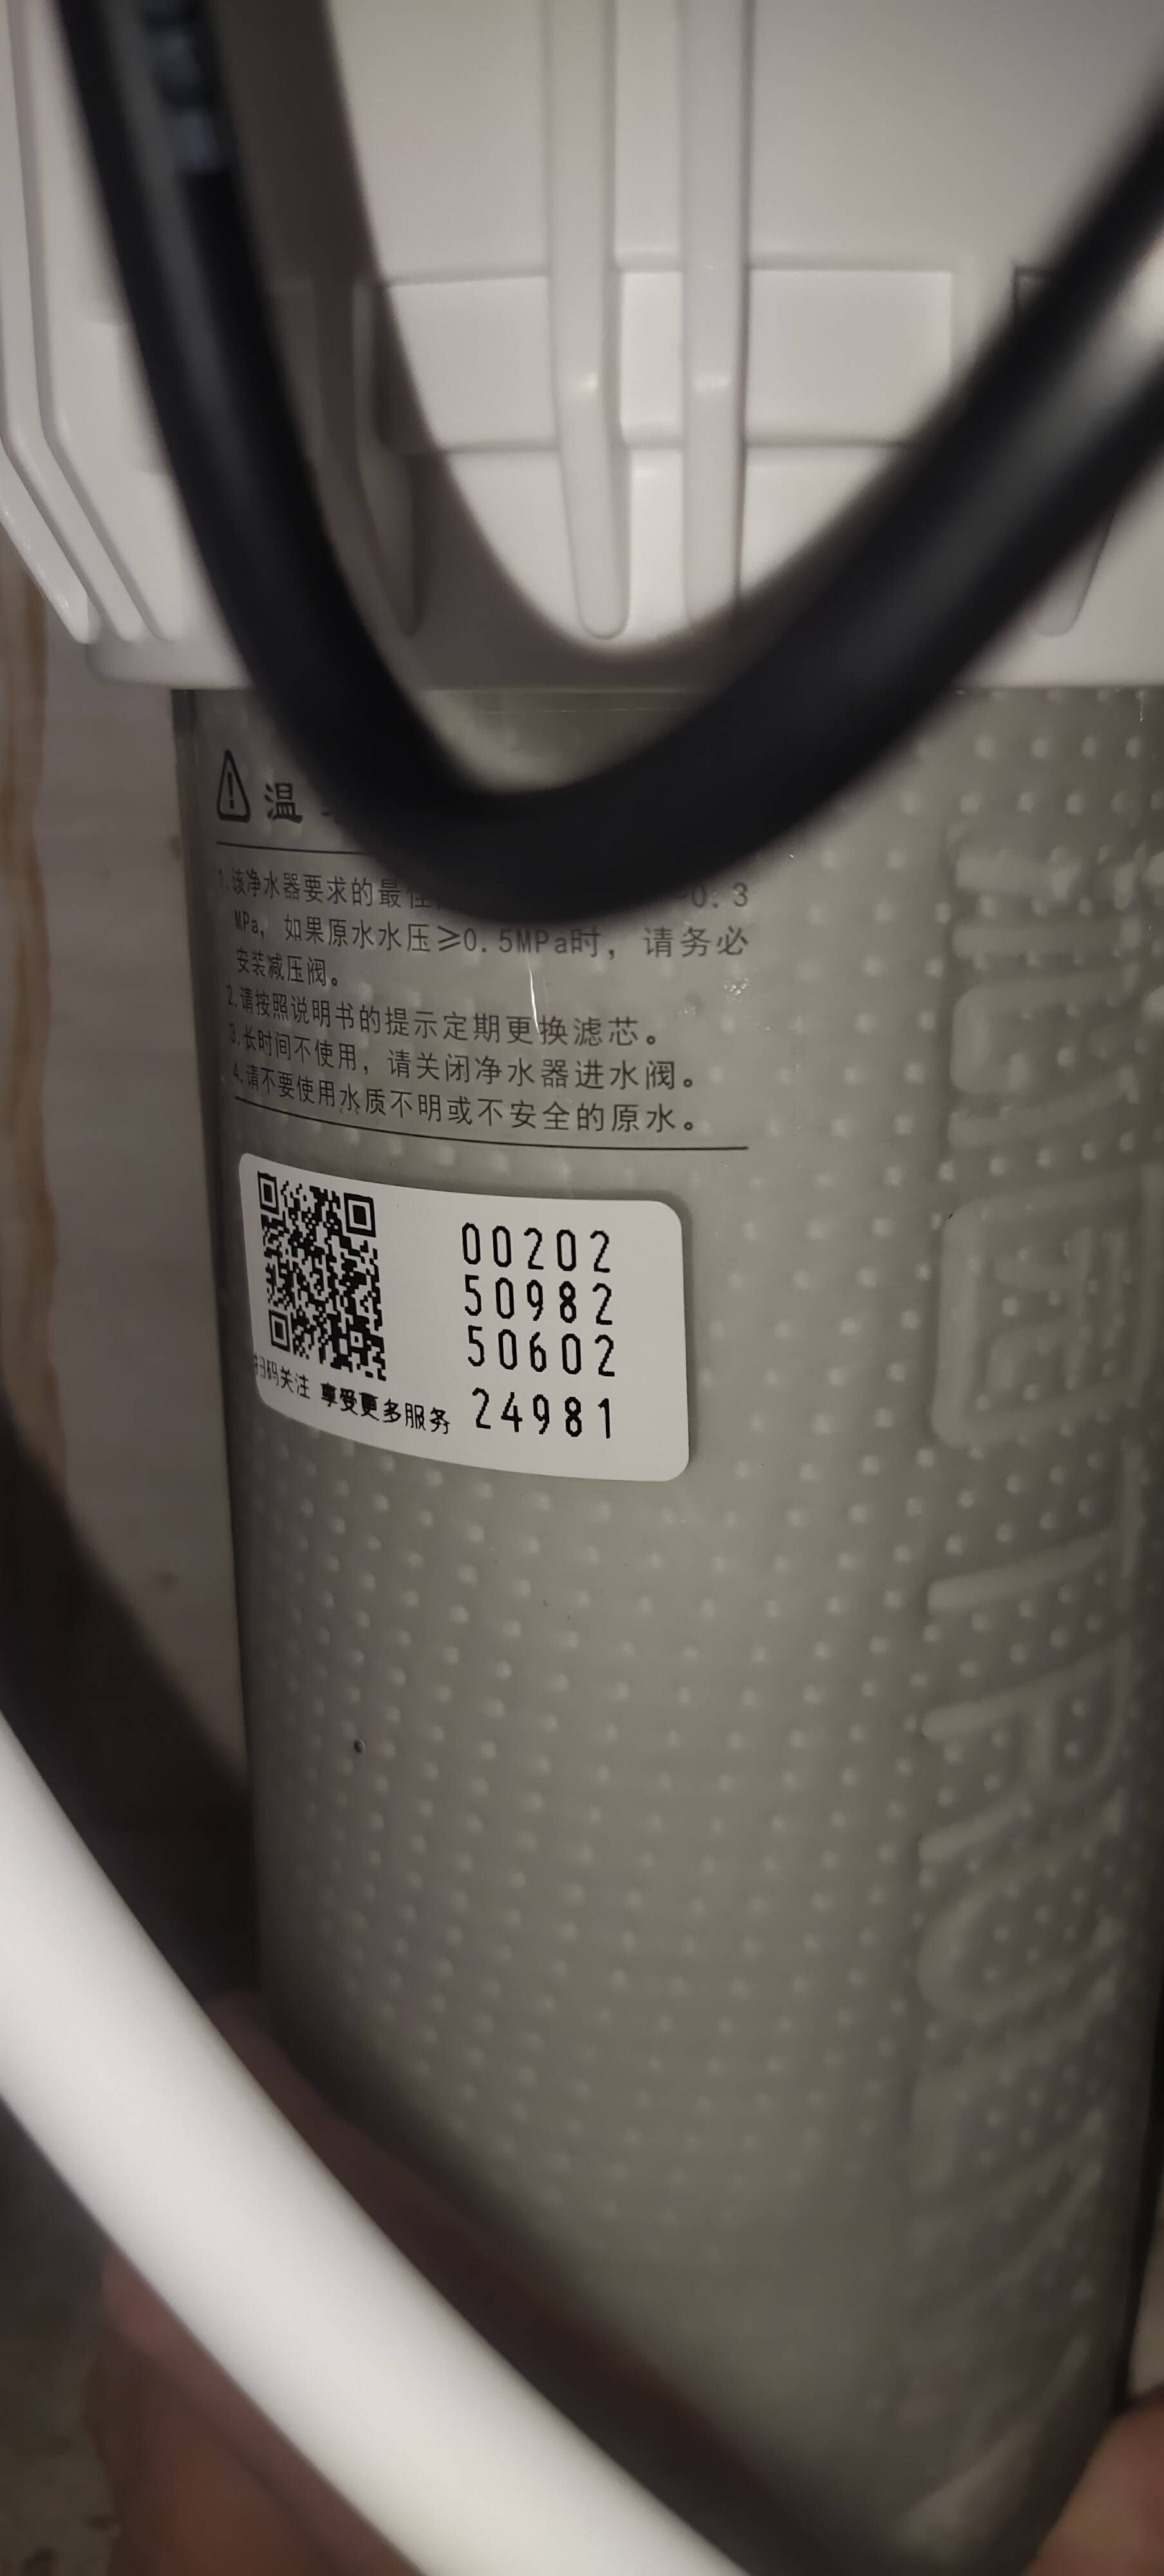 温
1.该净水器要求的最佳
0.3
MPa，如果原水水压≥0.5MPa时，请务必
安装减压阀。
2.请按照说明书的提示定期更换滤芯。
3.长时间不使用，请关闭净水器进水阀。
4.请不要使用水质不明或不安全的原水。
00202
50982
50602
24981
扫码关注 享受更多服务